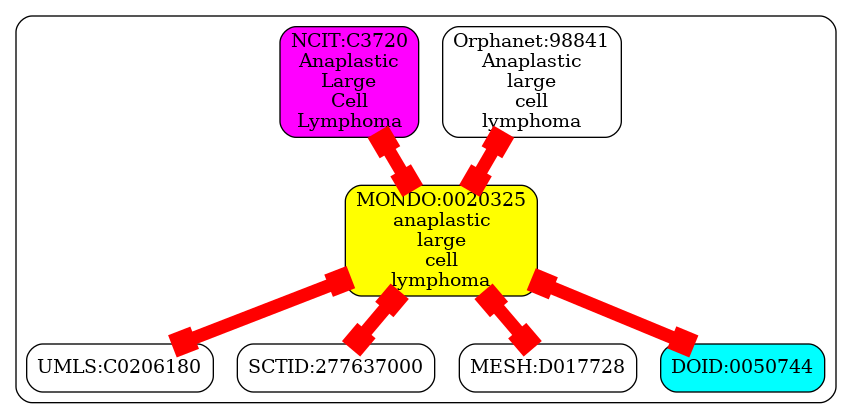 NCIT:C3720
Anaplastic
Large
Cell
Lymphoma
Orphanet:98841
Anaplastic
large
cell
lymphoma
MONDO:0020325
anaplastic
large
cell
lymphoma
UMLS:C0206180
SCTID:277637000
MESH:D017728
DOID:0050744